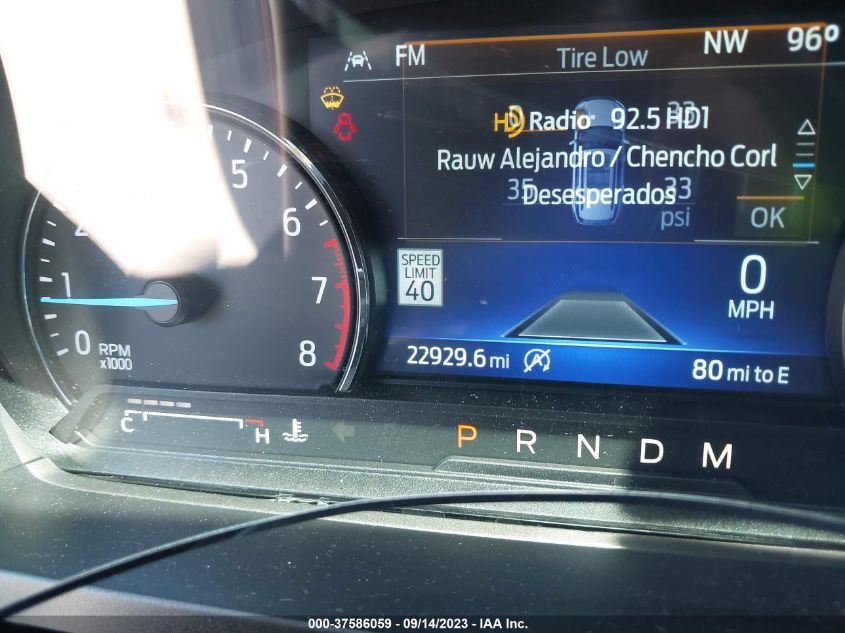 FM
Tire Low
NW
96°
HD Radio 92.5 HD1
33
Rauw Alejandro / Chencho Corl
35
Desesperados
33
psi
OK
SPEED
LIMIT
40
0
MPH
5
6
7
8
1
0
RPM
x1000
22929.6 mi
A
80 mi to E
C
H
P R N D M
000-37586059 - 09/14/2023 - IAA Inc.